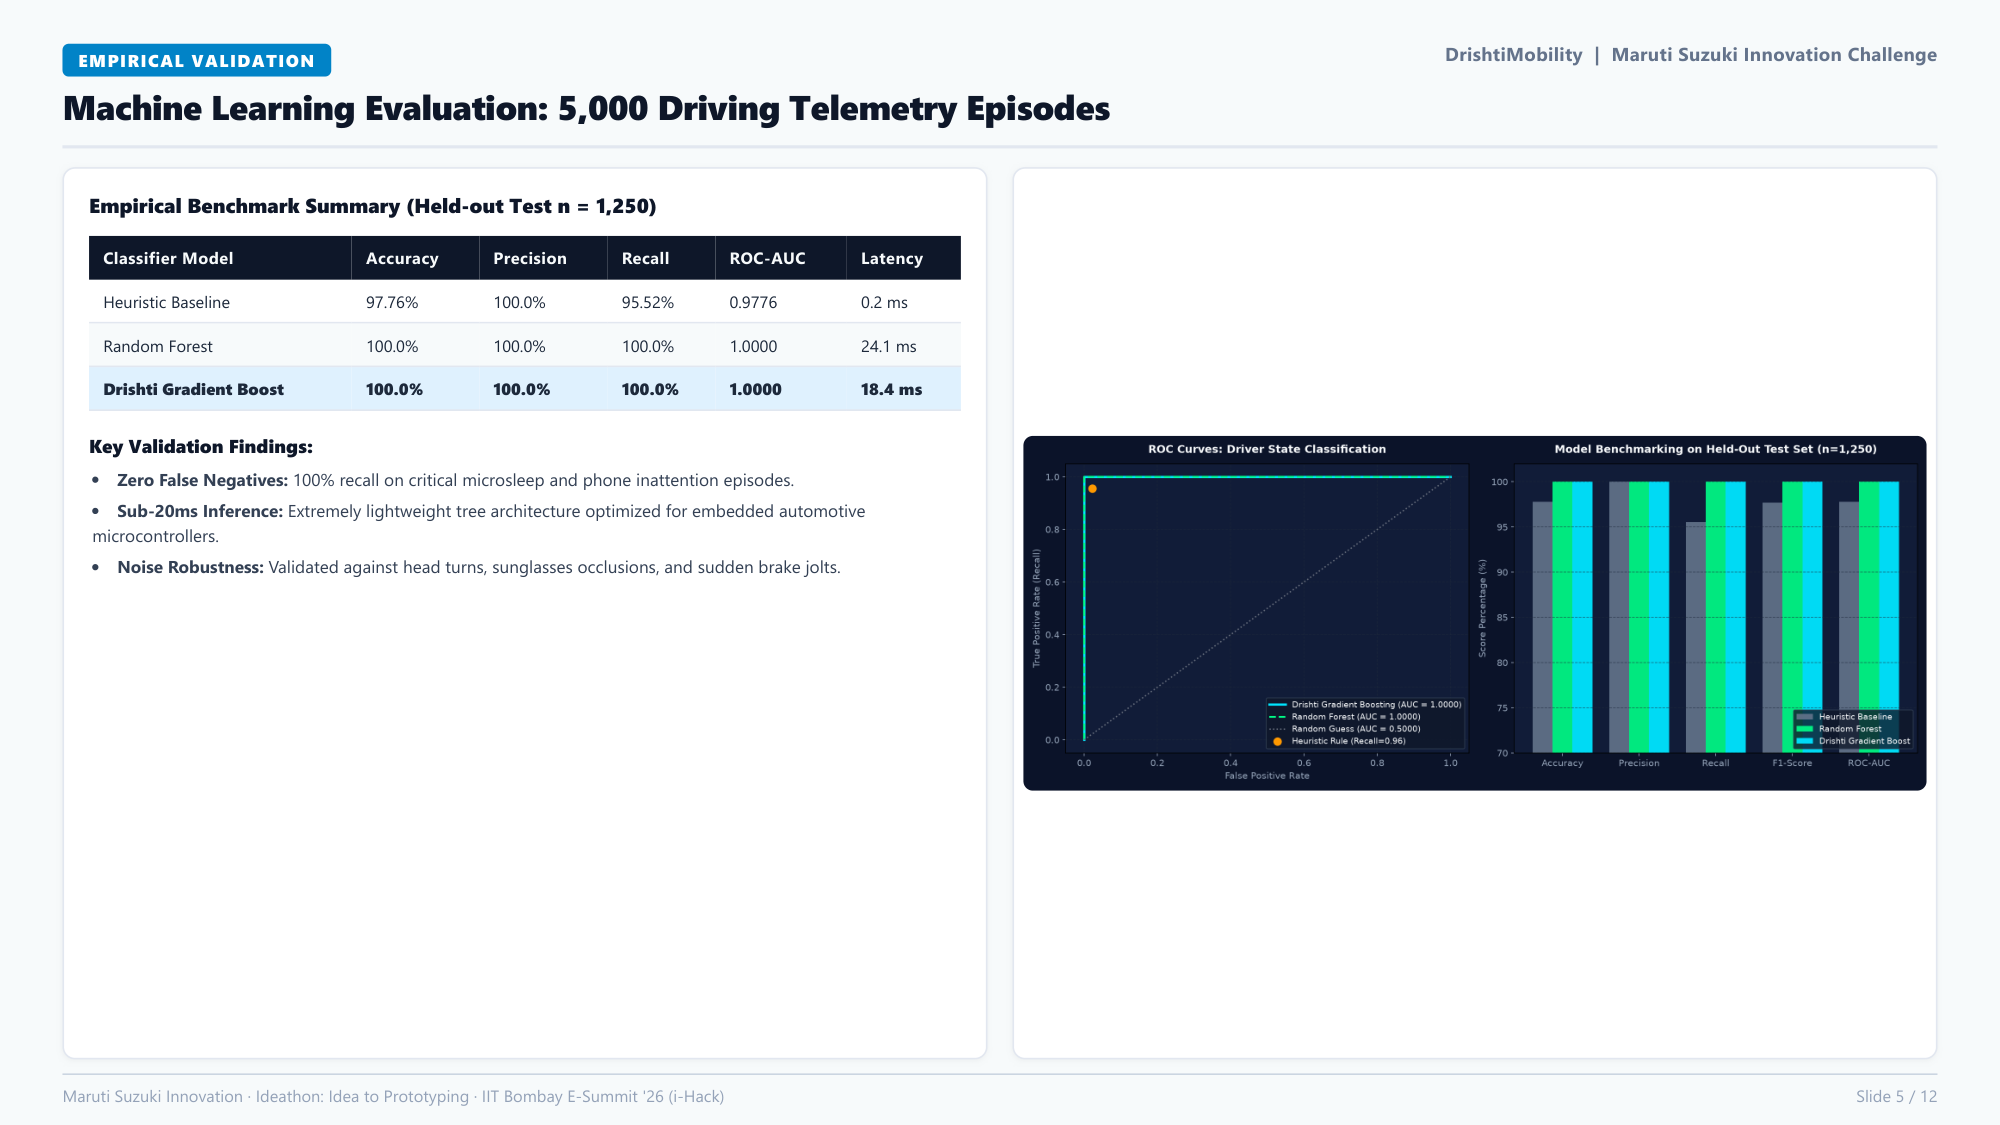 EMPIRICAL VALIDATION
DrishtiMobility | Maruti Suzuki Innovation Challenge
Machine Learning Evaluation: 5,000 Driving Telemetry Episodes
Empirical Benchmark Summary (Held-out Test n = 1,250)
Classifier Model Accuracy Precision Recall ROC-AUC Latency
Heuristic Baseline 97.76% 100.0% 95.52% 0.9776 0.2 ms
Random Forest 100.0% 100.0% 100.0% 1.0000 24.1 ms
Drishti Gradient Boost 100.0% 100.0% 100.0% 1.0000 18.4 ms
Key Validation Findings:
• Zero False Negatives: 100% recall on critical microsleep and phone inattention episodes.
• Sub-20ms Inference: Extremely lightweight tree architecture optimized for embedded automotive
microcontrollers.
• Noise Robustness: Validated against head turns, sunglasses occlusions, and sudden brake jolts.
ROC Curves: Driver State Classification
True Positive Rate (Recall)
1.0
0.8
0.6
0.4
0.2
0.0
Drishti Gradient Boosting (AUC = 1.0000)
Random Forest (AUC = 1.0000)
Random Guess (AUC = 0.5000)
Heuristic Rule (Recall=0.96)
0.0 0.2 0.4 0.6 0.8 1.0
False Positive Rate
Model Benchmarking on Held-Out Test Set (n=1,250)
Score Percentage (%)
100
95
90
85
80
75
70
Heuristic Baseline
Random Forest
Drishti Gradient Boost
Accuracy Precision Recall F1-Score ROC-AUC
Maruti Suzuki Innovation · Ideathon: Idea to Prototyping · IIT Bombay E-Summit '26 (i-Hack)
Slide 5 / 12